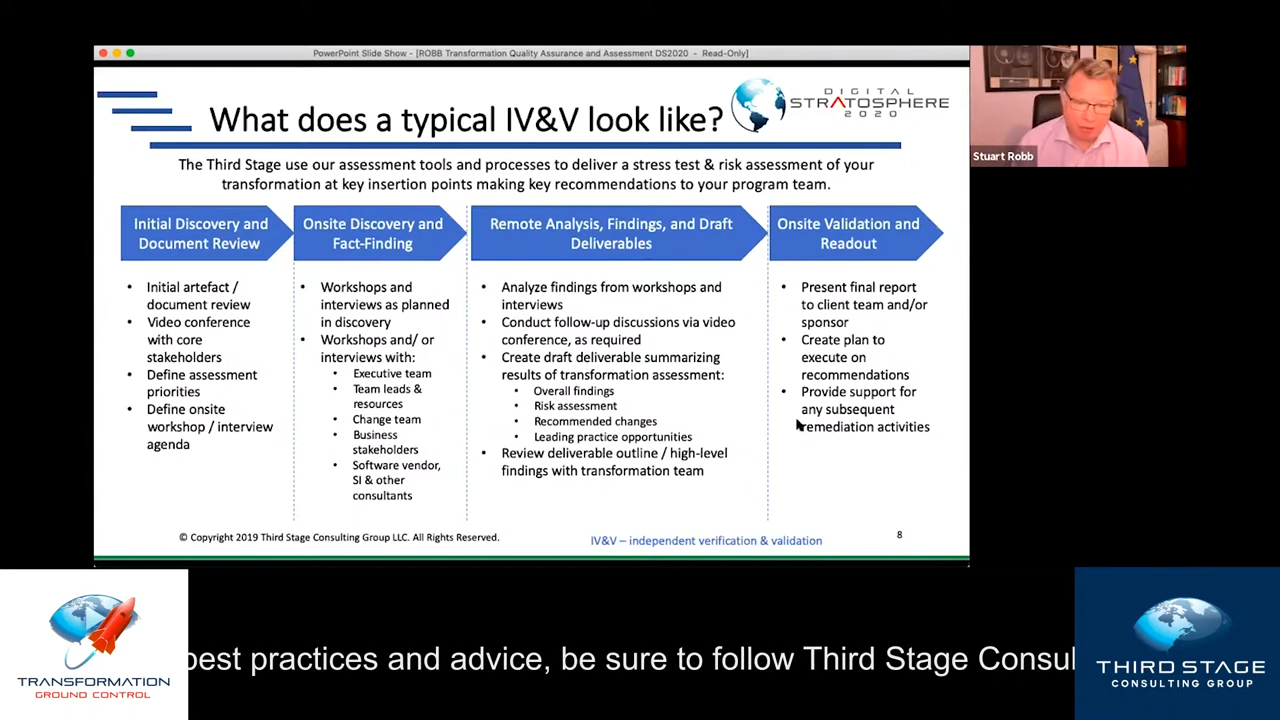 PowerPoint Slide Show - [ROBB Transformation Quality Assurance and Assessment DS2020 - Read-Only]
What does a typical IV&V look like?
DIGITAL
STRATOSPHERE
2020
Stuart Robb
The Third Stage use our assessment tools and processes to deliver a stress test & risk assessment of your
transformation at key insertion points making key recommendations to your program team.
Initial Discovery and
Document Review
• Initial artefact /
document review
• Video conference
with core
stakeholders
• Define assessment
priorities
• Define onsite
workshop / interview
agenda
Onsite Discovery and
Fact-Finding
• Workshops and
interviews as planned
in discovery
• Workshops and/ or
interviews with:
• Executive team
• Team leads &
resources
• Change team
• Business
stakeholders
• Software vendor,
SI & other
consultants
Remote Analysis, Findings, and Draft
Deliverables
• Analyze findings from workshops and
interviews
• Conduct follow-up discussions via video
conference, as required
• Create draft deliverable summarizing
results of transformation assessment:
• Overall findings
• Risk assessment
• Recommended changes
• Leading practice opportunities
• Review deliverable outline / high-level
findings with transformation team
Onsite Validation and
Readout
• Present final report
to client team and/or
sponsor
• Create plan to
execute on
recommendations
• Provide support for
any subsequent
remediation activities
© Copyright 2019 Third Stage Consulting Group LLC. All Rights Reserved.
IV&V – independent verification & validation
8
TRANSFORMATION
GROUND CONTROL
best practices and advice, be sure to follow Third Stage Consul
THIRD STAGE
CONSULTING GROUP